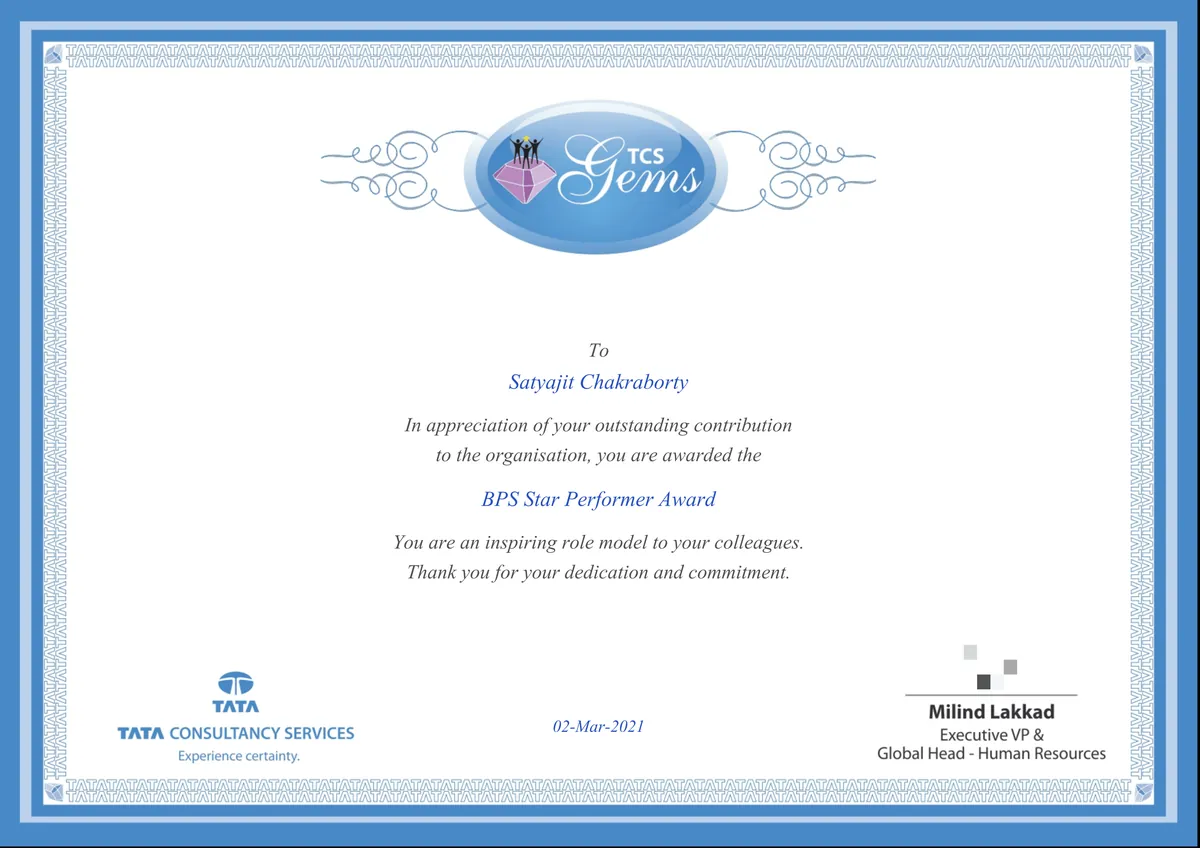 TCS
Gems
To
Satyajit Chakraborty
In appreciation of your outstanding contribution
to the organisation, you are awarded the
BPS Star Performer Award
You are an inspiring role model to your colleagues.
Thank you for your dedication and commitment.
TATA
TATA CONSULTANCY SERVICES
Experience certainty.
02-Mar-2021
Milind Lakkad
Executive VP &
Global Head - Human Resources